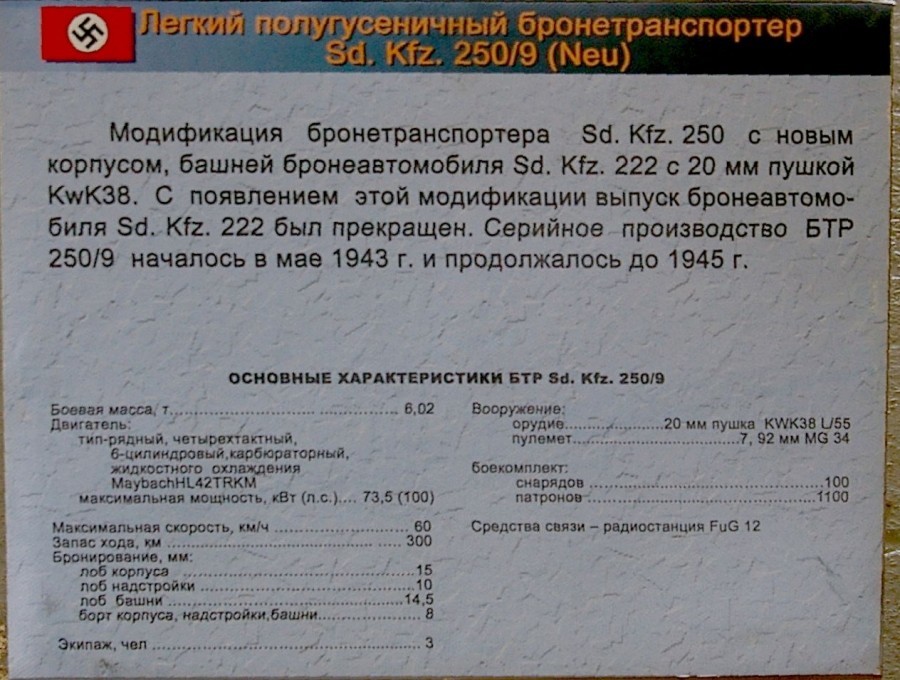 Легкий полугусеничный бронетранспортер
Sd. Kfz. 250/9 (Neu)
Модификация бронетранспортера Sd. Kfz. 250 с новым
корпусом, башней бронеавтомобиля Sd. Kfz. 222 с 20 мм пушкой
KwK38. С появлением этой модификации выпуск бронеавтомо-
биля Sd. Kfz. 222 был прекращен. Серийное производство БТР
250/9 началось в мае 1943 г. и продолжалось до 1945 г.
ОСНОВНЫЕ ХАРАКТЕРИСТИКИ БТР Sd. Kfz. 250/9
Боевая масса, т........................................ 6,02
Двигатель:
тип-рядный, четырехтактный,
6-цилиндровый,карбюраторный,
жидкостного охлаждения
MaybachHL42TRKM
максимальная мощность, кВт (л.с.).... 73,5 (100)
Максимальная скорость, км/ч ........................ 60
Запас хода, км ........................................ 300
Бронирование, мм:
лоб корпуса ........................................ 15
лоб надстройки .................................... 10
лоб башни ........................................ 14,5
борт корпуса, надстройки,башни.................. 8
Экипаж, чел ........................................ 3
Вооружение:
орудие....................20 мм пушка KWK38 L/55
пулемет..............................7, 92 мм MG 34
боекомплект:
снарядов ........................................100
патронов ........................................1100
Средства связи – радиостанция FuG 12